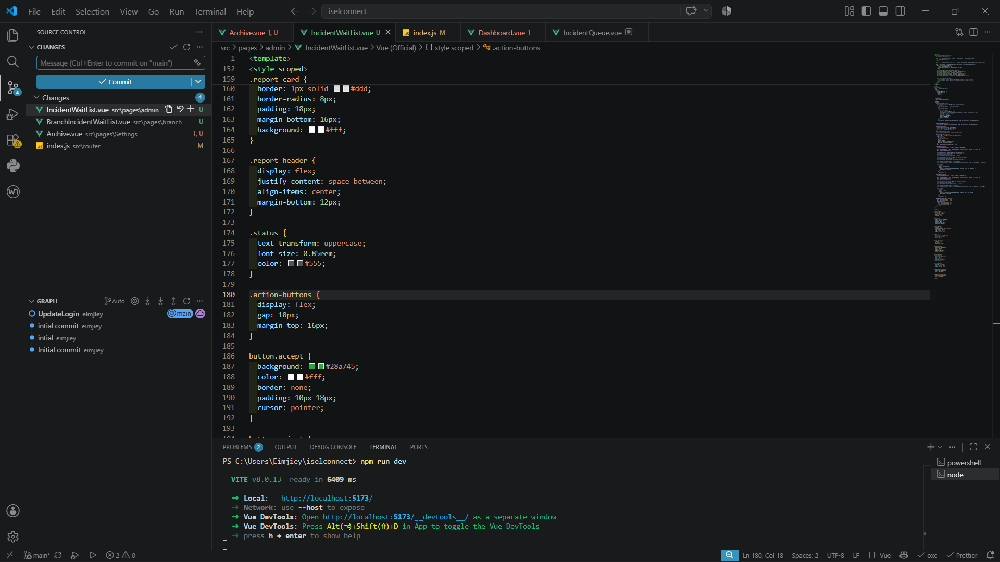 File Edit Selection View Go Run Terminal Help
iselconnect
SOURCE CONTROL
CHANGES
Message (Ctrl+Enter to commit on "main")
Commit
Changes 4
IncidentWaitList.vue src\pages\admin U
BranchIncidentWaitList.vue src\pages\branch U
Archive.vue src\pages\Settings 1, U
index.js src\router M
4
GRAPH Auto
UpdateLogin eimjiey main
intial commit eimjiey
intial eimjiey
Initial commit eimjiey
Archive.vue 1, U IncidentWaitList.vue U index.js M Dashboard.vue 1 IncidentQueue.vue
src > pages > admin > IncidentWaitList.vue > Vue (Official) > { } style scoped > .action-buttons
1 <template>
152 <style scoped>
159 .report-card {
160 border: 1px solid #ddd;
161 border-radius: 8px;
162 padding: 18px;
163 margin-bottom: 16px;
164 background: #fff;
165 }
166
167 .report-header {
168 display: flex;
169 justify-content: space-between;
170 align-items: center;
171 margin-bottom: 12px;
172 }
173
174 .status {
175 text-transform: uppercase;
176 font-size: 0.85rem;
177 color: #555;
178 }
179
180 .action-buttons {
181 display: flex;
182 gap: 10px;
183 margin-top: 16px;
184 }
185
186 button.accept {
187 background: #28a745;
188 color: #fff;
189 border: none;
190 padding: 10px 18px;
191 cursor: pointer;
192 }
193
PROBLEMS 2 OUTPUT DEBUG CONSOLE TERMINAL PORTS
PS C:\Users\Eimjiey\iselconnect> npm run dev
VITE v8.0.13 ready in 6409 ms
➜ Local: http://localhost:5173/
➜ Network: use --host to expose
➜ Vue DevTools: Open http://localhost:5173/__devtools__/ as a separate window
➜ Vue DevTools: Press Alt(⌥)+Shift(⇧)+D in App to toggle the Vue DevTools
➜ press h + enter to show help
powershell
node
main* 2 0
Ln 180, Col 18 Spaces: 2 UTF-8 LF { } Vue oxc Prettier